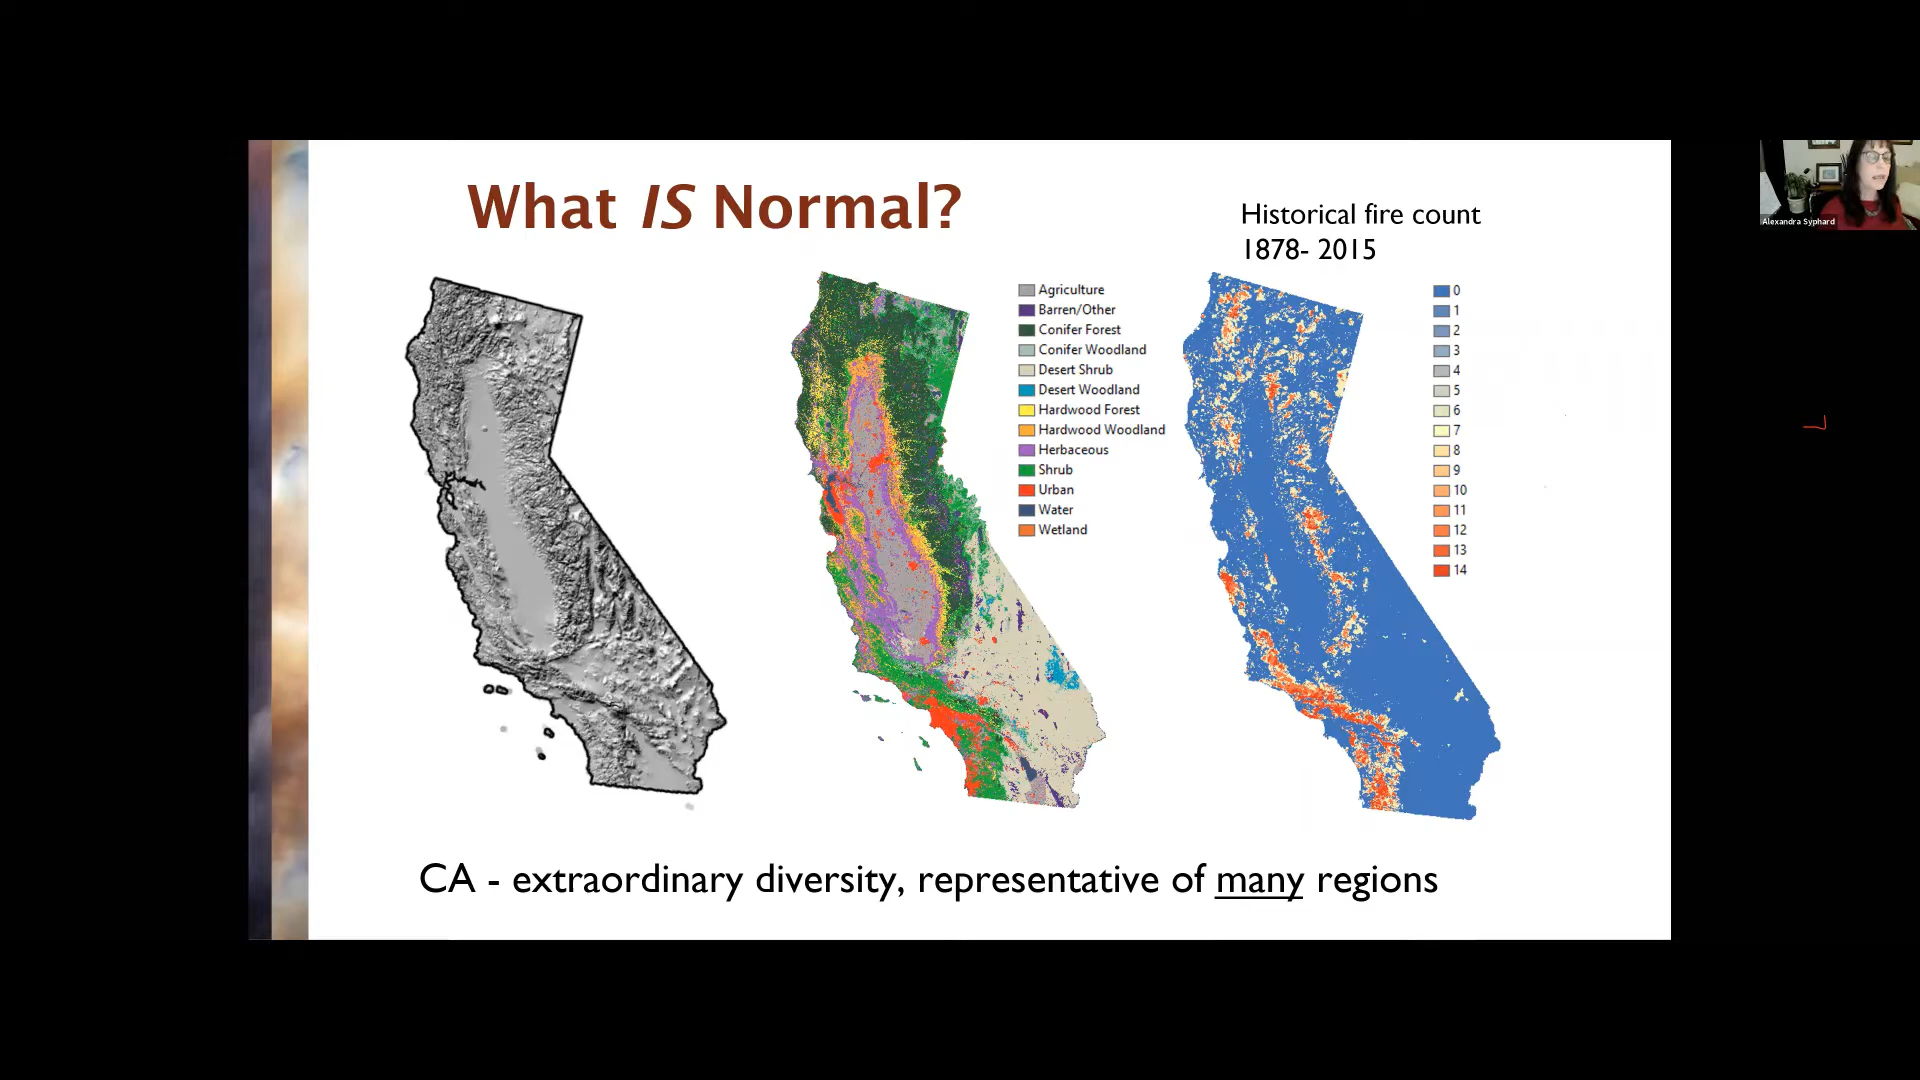 What IS Normal?
Historical fire count
1878- 2015
Agriculture
Barren/Other
Conifer Forest
Conifer Woodland
Desert Shrub
Desert Woodland
Hardwood Forest
Hardwood Woodland
Herbaceous
Shrub
Urban
Water
Wetland
0
1
2
3
4
5
6
7
8
9
10
11
12
13
14
CA - extraordinary diversity, representative of many regions
Alexandra Syphard